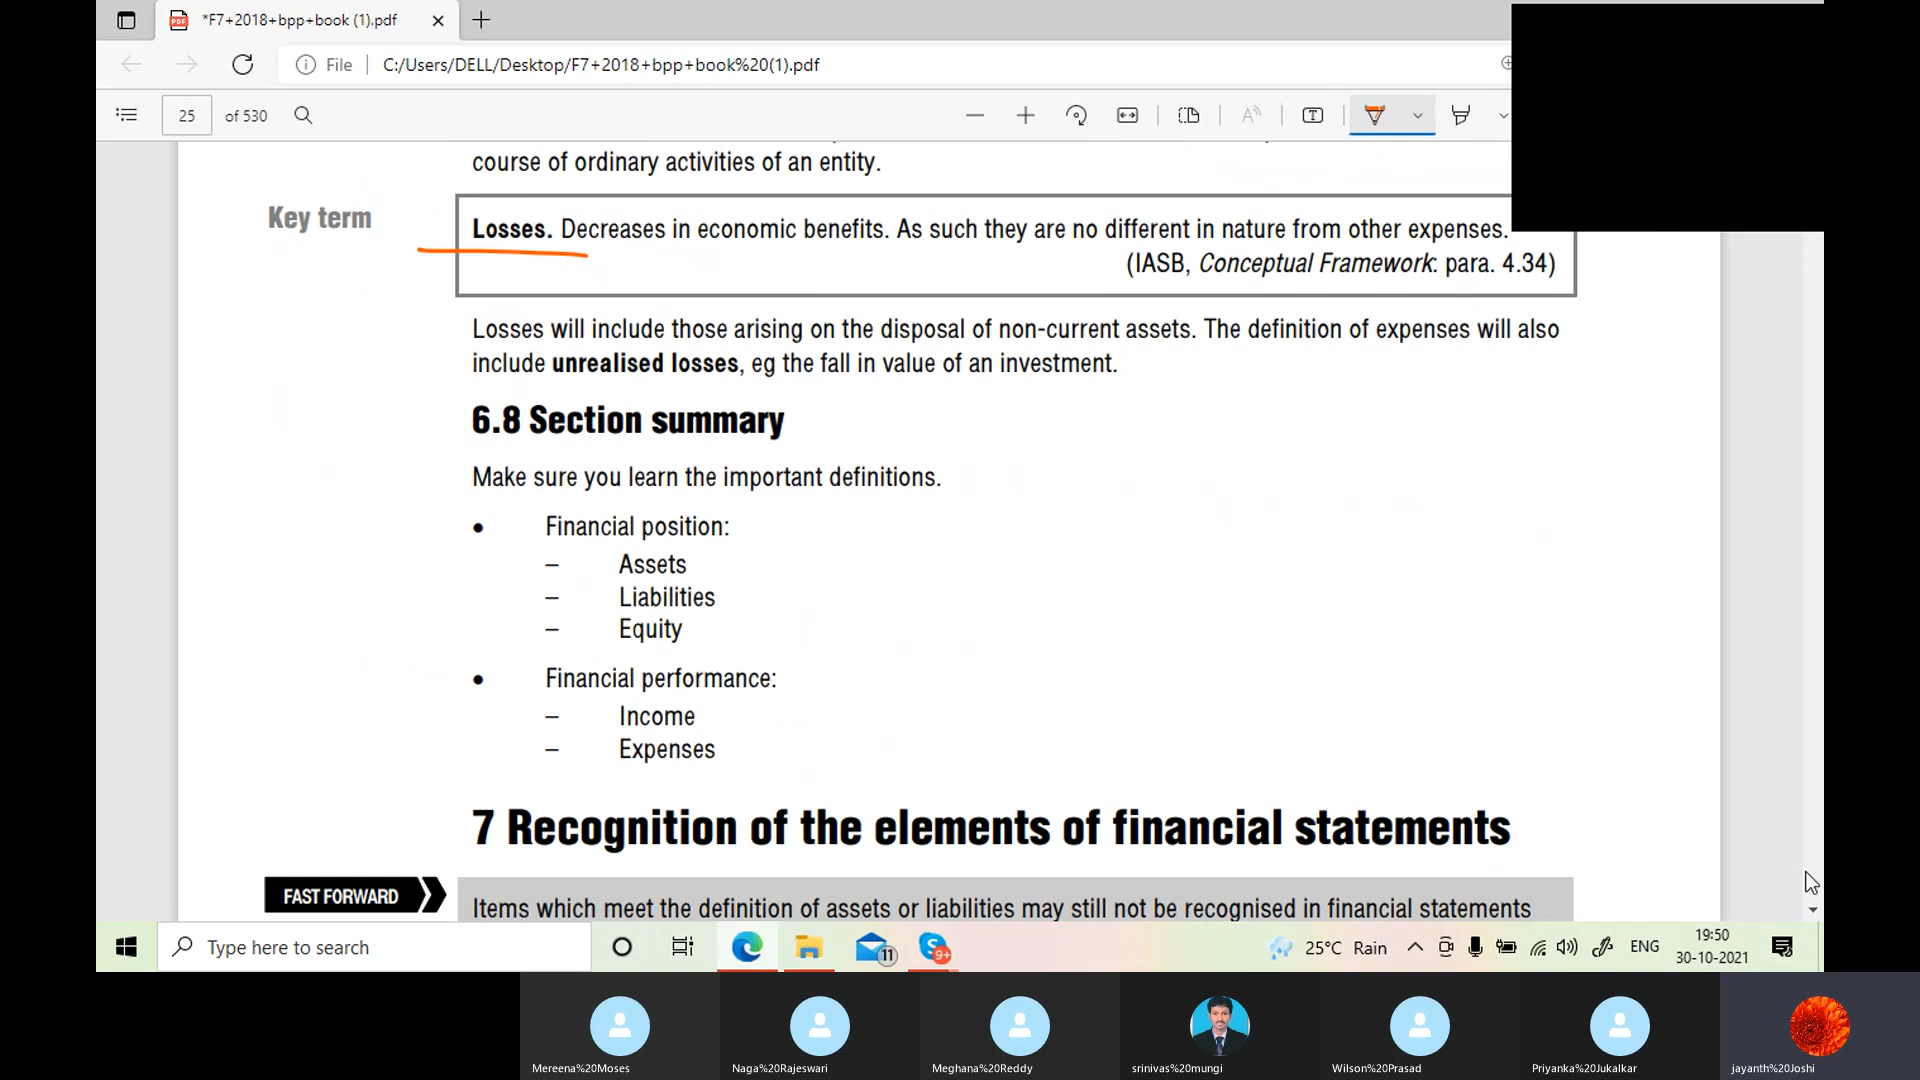 *F7+2018+bpp+book (1).pdf
File
C:/Users/DELL/Desktop/F7+2018+bpp+book%20(1).pdf
25 of 530
course of ordinary activities of an entity.
Key term
Losses. Decreases in economic benefits. As such they are no different in nature from other expenses.
(IASB, Conceptual Framework: para. 4.34)
Losses will include those arising on the disposal of non-current assets. The definition of expenses will also
include unrealised losses, eg the fall in value of an investment.
6.8 Section summary
Make sure you learn the important definitions.
• Financial position:
– Assets
– Liabilities
– Equity
• Financial performance:
– Income
– Expenses
7 Recognition of the elements of financial statements
FAST FORWARD
Items which meet the definition of assets or liabilities may still not be recognised in financial statements
Type here to search
11
9+
25°C Rain
ENG
19:50
30-10-2021
Mereena%20Moses
Naga%20Rajeswari
Meghana%20Reddy
srinivas%20mungi
Wilson%20Prasad
Priyanka%20Jukalkar
jayanth%20Joshi